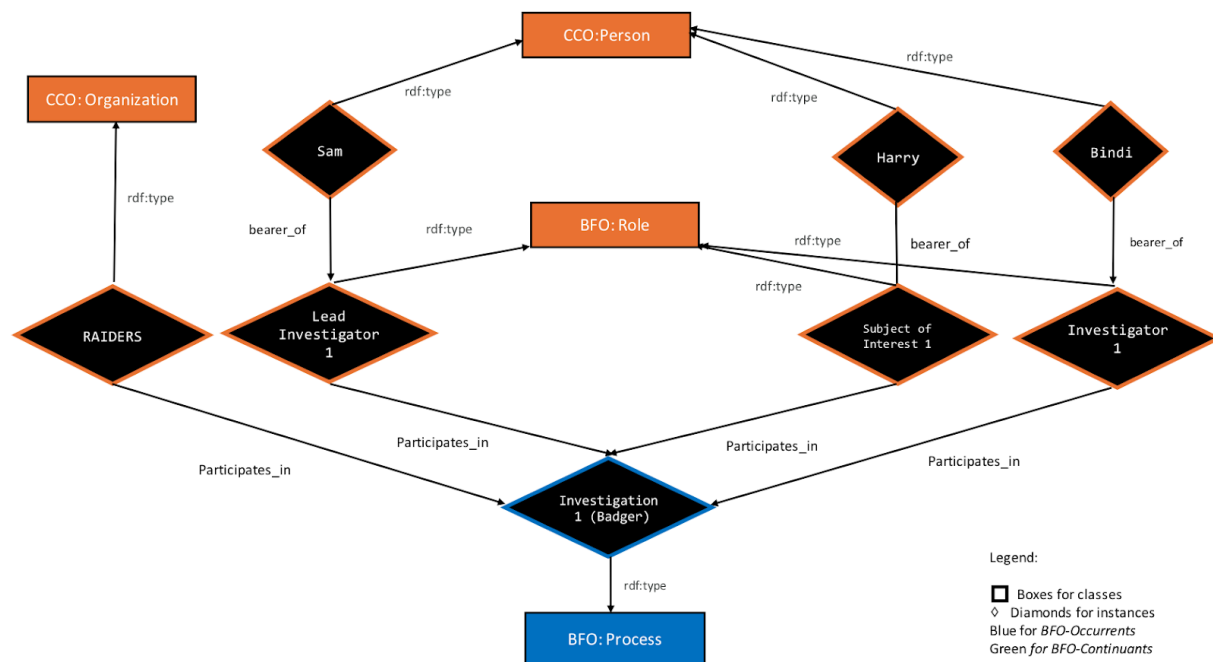 CCO:Person
rdf:type
rdf:type
rdf:type
CCO: Organization
Sam
Harry
Bindi
rdf:type
bearer_of
rdf:type
BFO: Role
bearer_of
rdf:type
bearer_of
rdf:type
RAIDERS
Lead
Investigator
1
Subject of
Interest 1
Investigator
1
Participates_in
Participates_in
Participates_in
Participates_in
Investigation
1 (Badger)
rdf:type
BFO: Process
Legend:
Boxes for classes
Diamonds for instances
Blue for BFO-Occurrents
Green for BFO-Continuants